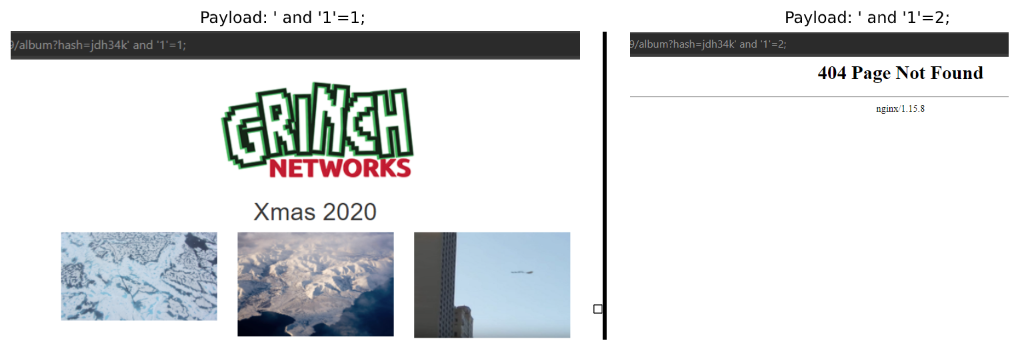 Payload: ' and '1'=1;
9/album?hash=jdh34k' and '1'=1;
GRINCH
NETWORKS
Xmas 2020
Payload: ' and '1'=2;
9/album?hash=jdh34k' and '1'=2;
404 Page Not Found
nginx/1.15.8